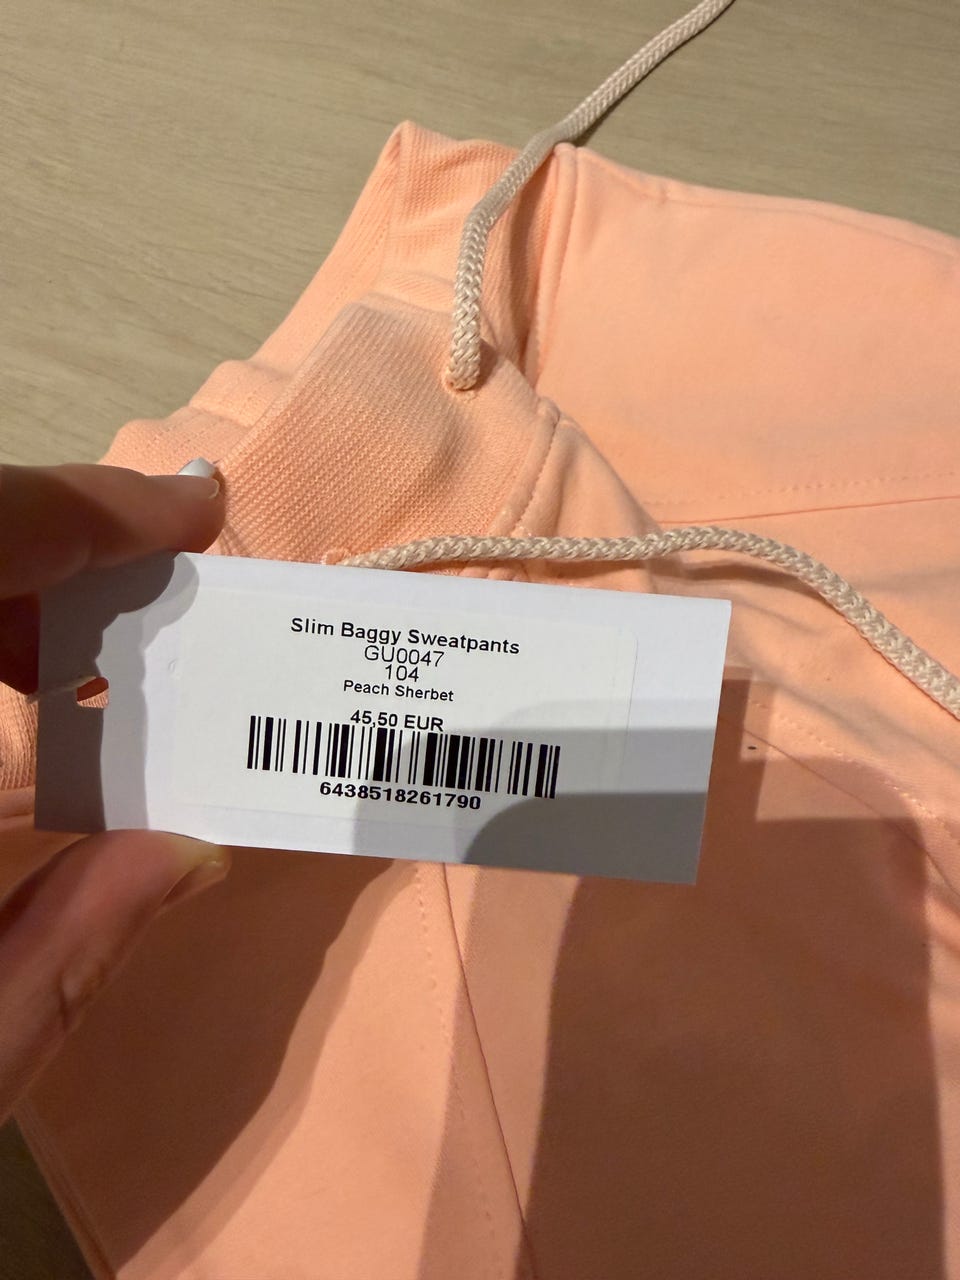 Slim Baggy Sweatpants
GU0047
104
Peach Sherbet
45,50 EUR
6438518261790